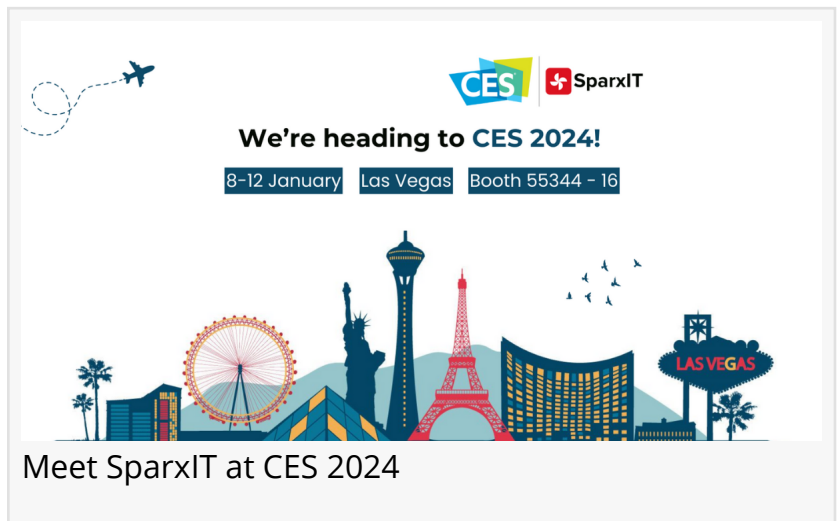 CES SparxIT
We're heading to CES 2024!
8-12 January Las Vegas Booth 55344 - 16
LAS VEGAS
Meet SparxIT at CES 2024